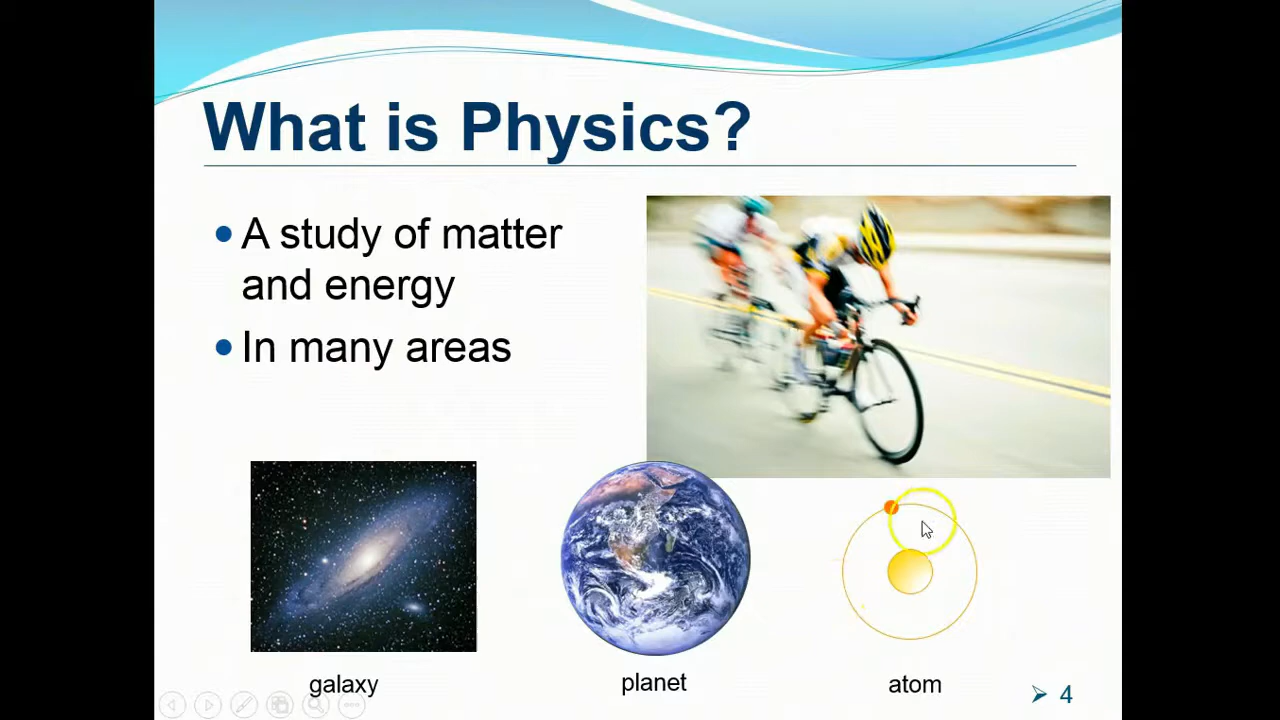 What is Physics?
• A study of matter
and energy
• In many areas
galaxy
planet
atom
4